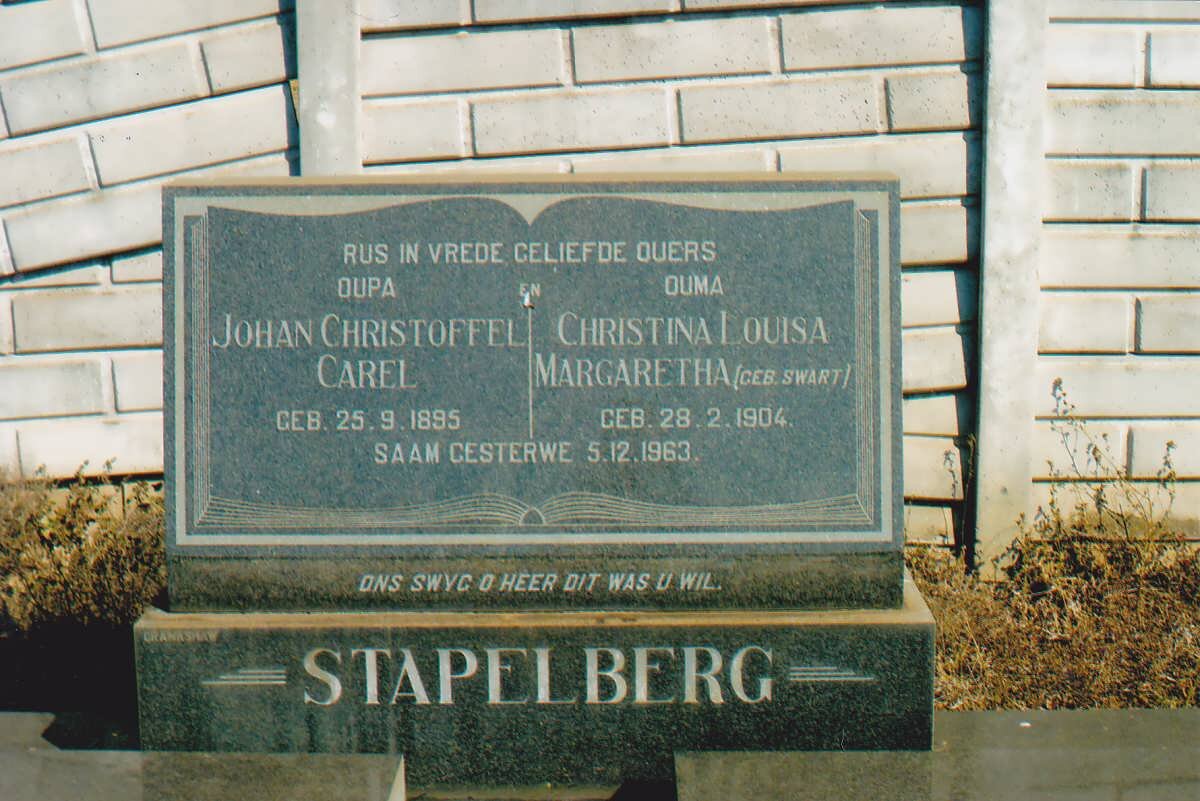 RUS IN VREDE GELIEFDE OUERS
OUPA EN OUMA
JOHAN CHRISTOFFEL
CAREL
GEB. 25.9.1895
CHRISTINA LOUISA
MARGARETHA (GEB. SWART)
GEB. 28.2.1904.
SAAM GESTERWE 5.12.1963.
ONS SWYG O HEER DIT WAS U WIL.
CRANKSHAW
STAPELBERG